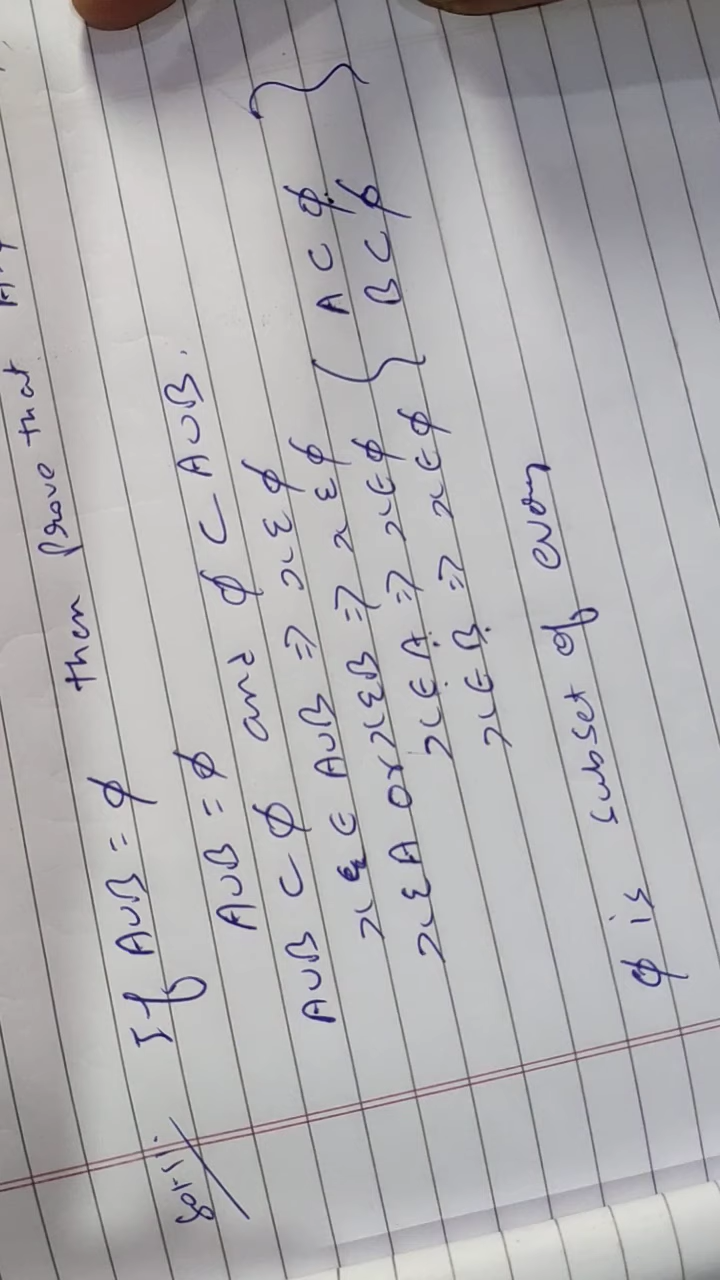 If A∪B = ϕ then prove that
Sol:-
A∪B = ϕ and ϕ ⊂ A∪B.
A∪B ⊂ ϕ ⇒ x∈ϕ
x ∈ A∪B ⇒ x∈ϕ
x∈A or x∈B ⇒ x∈ϕ
x∈A ⇒ x∈ϕ } A⊂ϕ }
x∈B ⇒ x∈ϕ } B⊂ϕ }
ϕ is subset of every